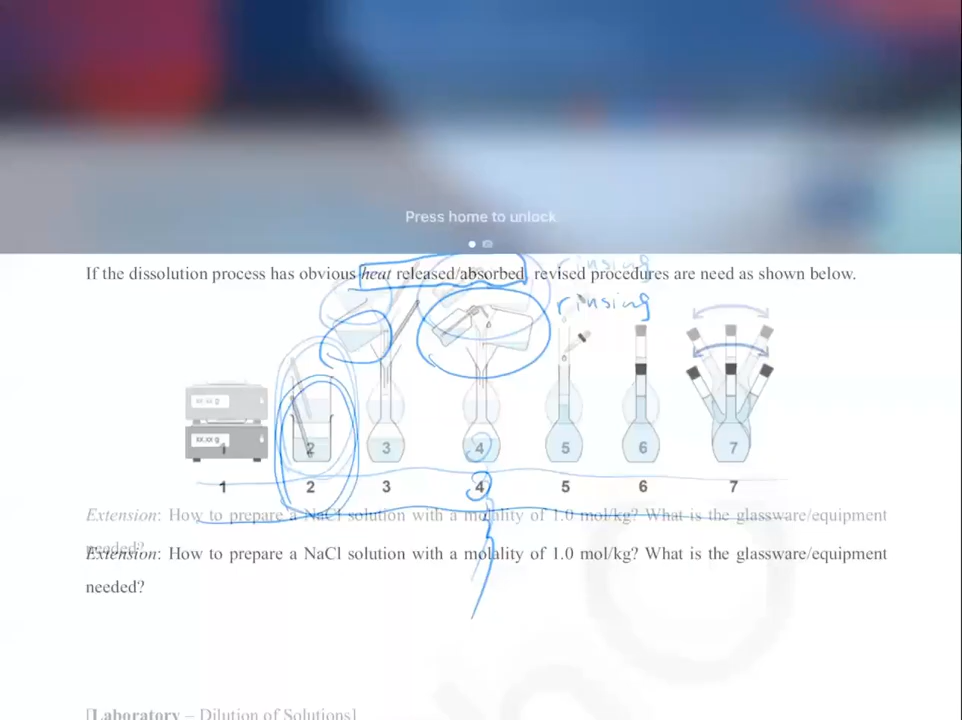 Press home to unlock
rinsing
If the dissolution process has obvious heat released/absorbed, revised procedures are need as shown below.
rinsing
xx.xx g
xx.xx g
1 2 3 4 5 6 7
1 2 3 4 5 6 7
Extension: How to prepare a NaCl solution with a molality of 1.0 mol/kg? What is the glassware/equipment
needed?
Extension: How to prepare a NaCl solution with a molality of 1.0 mol/kg? What is the glassware/equipment
needed?
[Laboratory – Dilution of Solutions]